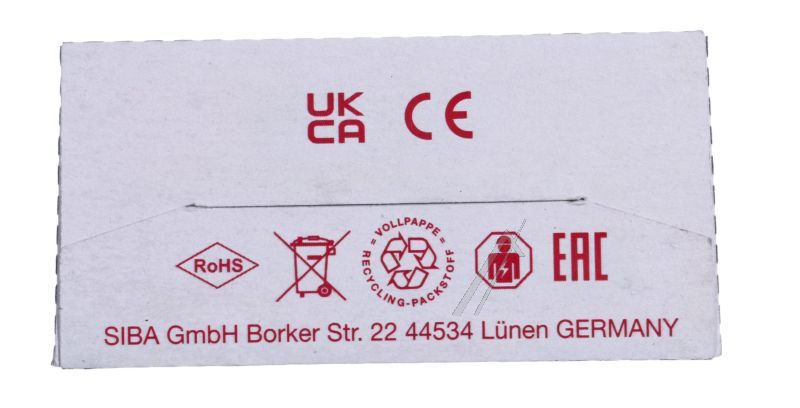 UK CE
CA
RoHS
= VOLLPAPPE =
RECYCLING-PACKSTOFF
EAC
SIBA GmbH Borker Str. 22 44534 Lünen GERMANY